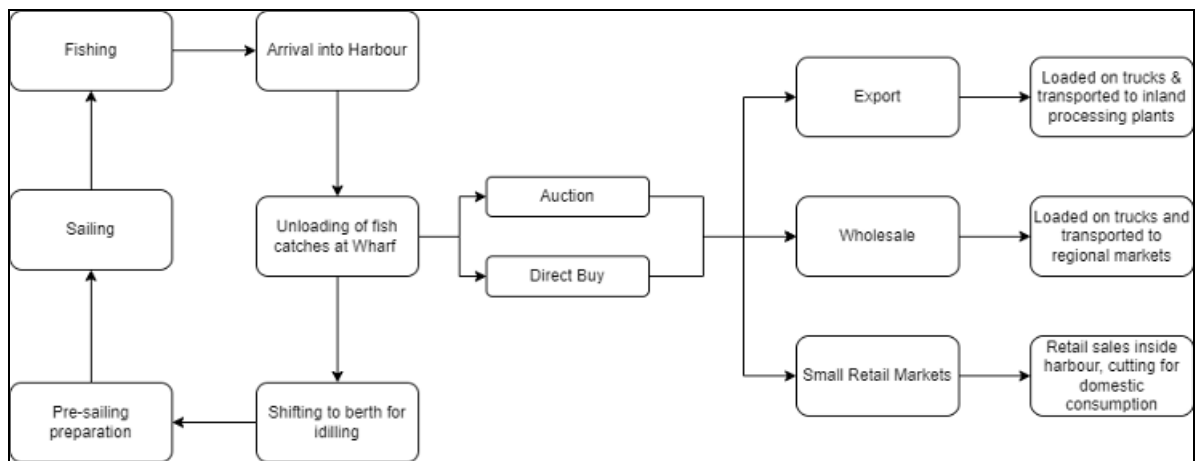 Fishing
Arrival into Harbour
Export
Loaded on trucks &
transported to inland
processing plants
Sailing
Unloading of fish
catches at Wharf
Auction
Direct Buy
Wholesale
Loaded on trucks and
transported to
regional markets
Pre-sailing
preparation
Shifting to berth for
idilling
Small Retail Markets
Retail sales inside
harbour, cutting for
domestic
consumption